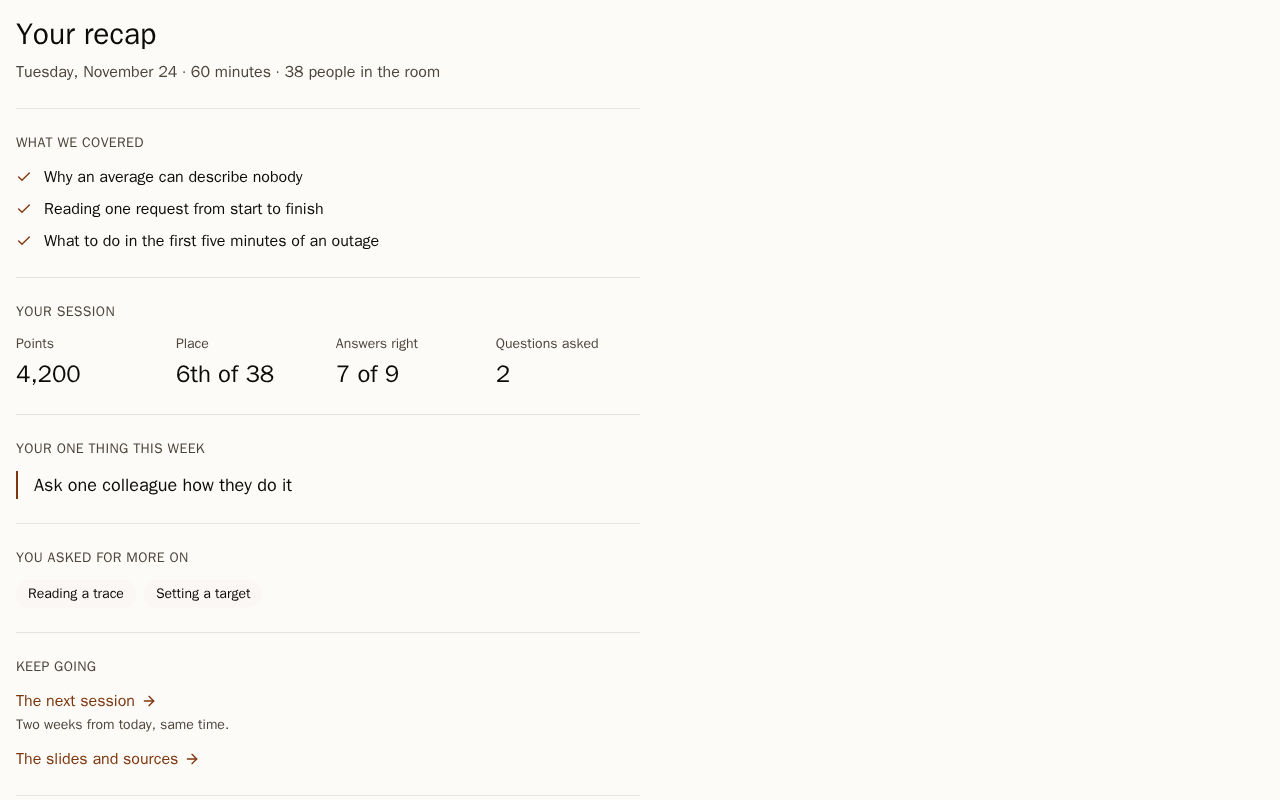 Your recap
Tuesday, November 24 · 60 minutes · 38 people in the room
WHAT WE COVERED
Why an average can describe nobody
Reading one request from start to finish
What to do in the first five minutes of an outage
YOUR SESSION
Points Place Answers right Questions asked
4,200 6th of 38 7 of 9 2
YOUR ONE THING THIS WEEK
Ask one colleague how they do it
YOU ASKED FOR MORE ON
Reading a trace Setting a target
KEEP GOING
The next session →
Two weeks from today, same time.
The slides and sources →